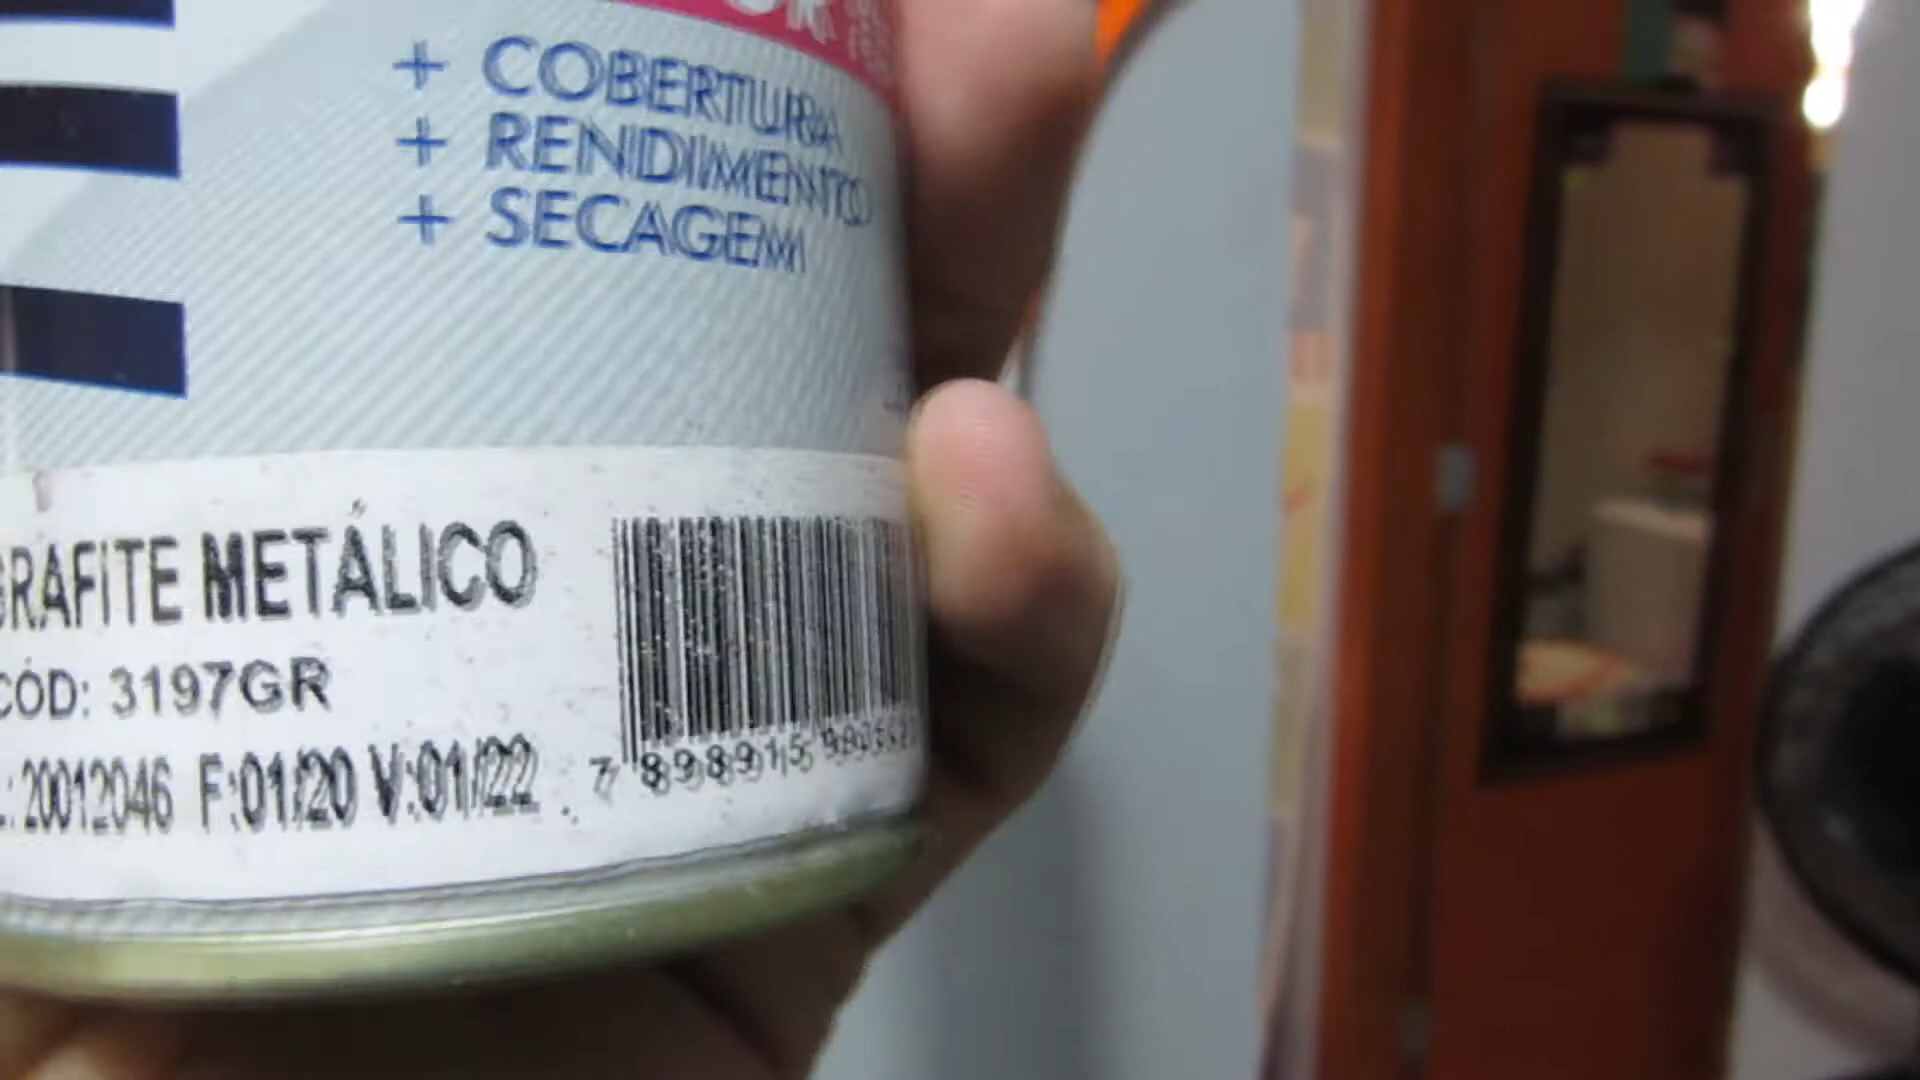 + COBERTURA
+ RENDIMENTO
+ SECAGEM
GRAFITE METÁLICO
CÓD: 3197GR
L: 20012046 F:01/20 V:01/22
7 898915